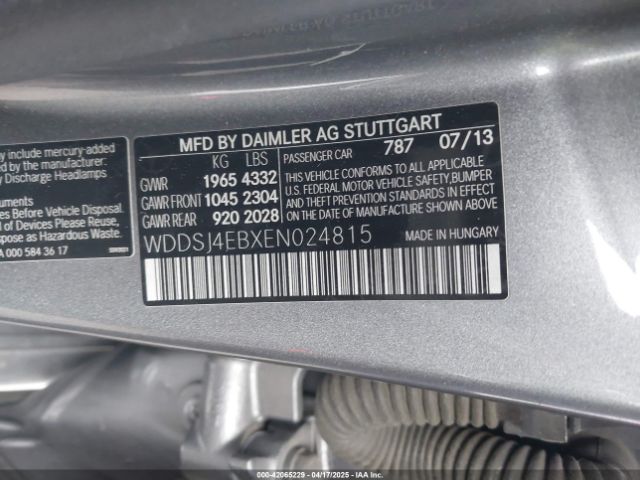 MFD BY DAIMLER AG STUTTGART
KG LBS
PASSENGER CAR 787 07/13
GVWR 1965 4332
GAWR FRONT 1045 2304
GAWR REAR 920 2028
THIS VEHICLE CONFORMS TO ALL APPLICABLE
U.S. FEDERAL MOTOR VEHICLE SAFETY, BUMPER
AND THEFT PREVENTION STANDARDS IN EFFECT
ON THE DATE OF MANUFACTURE SHOWN ABOVE.
WDDSJ4EBXEN024815
MADE IN HUNGARY
may include mercury-added
ed by the manufacturer:
Discharge Headlamps
s Before Vehicle Disposal.
l of Devices Containing
se as Hazardous Waste.
A 000 584 36 17
000-42065229 - 04/17/2025 - IAA Inc.